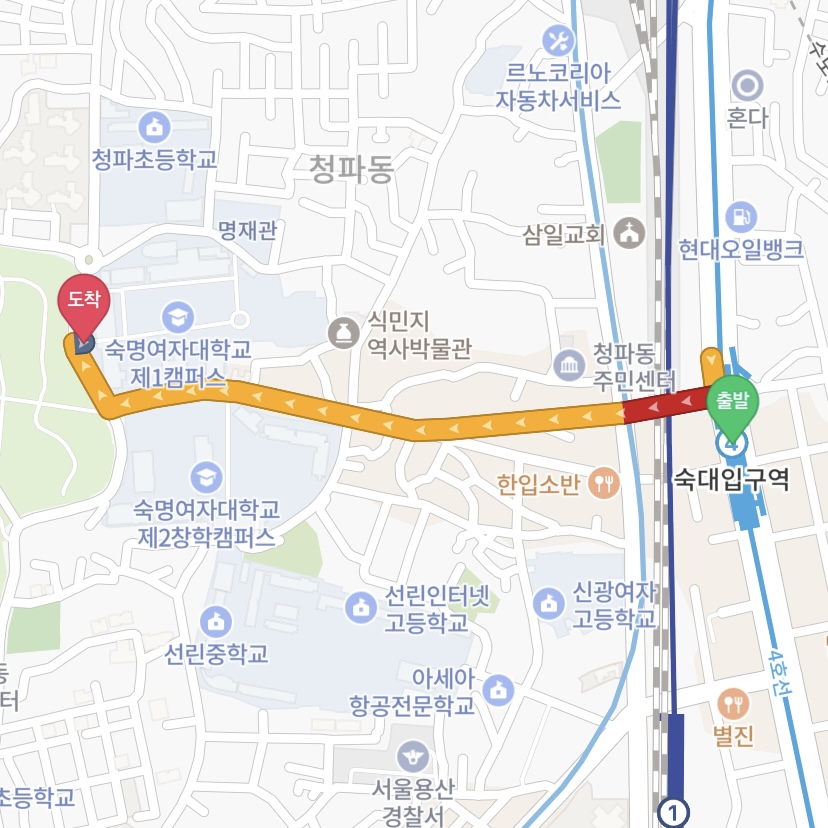 르노코리아
자동차서비스
혼다
청파초등학교
청파동
명재관
삼일교회
현대오일뱅크
도착
식민지
역사박물관
숙명여자대학교
제1캠퍼스
청파동
주민센터
출발
4
숙대입구역
한입소반
숙명여자대학교
제2창학캠퍼스
선린인터넷
고등학교
신광여자
고등학교
선린중학교
4호선
아세아
항공전문학교
동
터
별진
서울용산
경찰서
초등학교
1